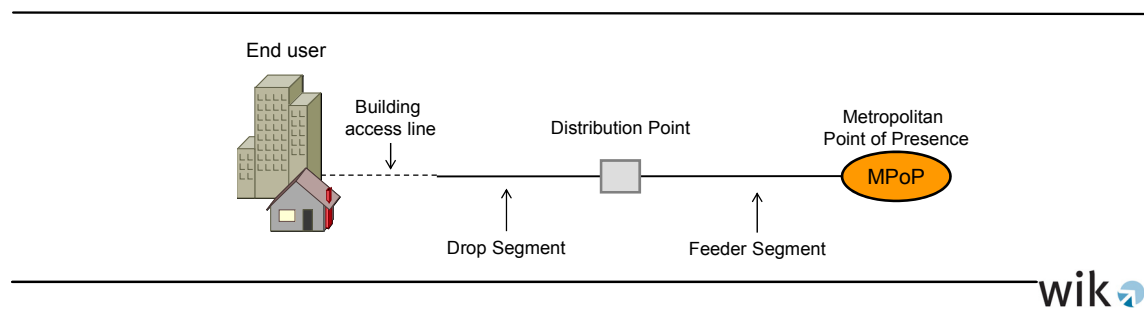 End user
Building
access line
Distribution Point
Metropolitan
Point of Presence
MPoP
Drop Segment
Feeder Segment
wik